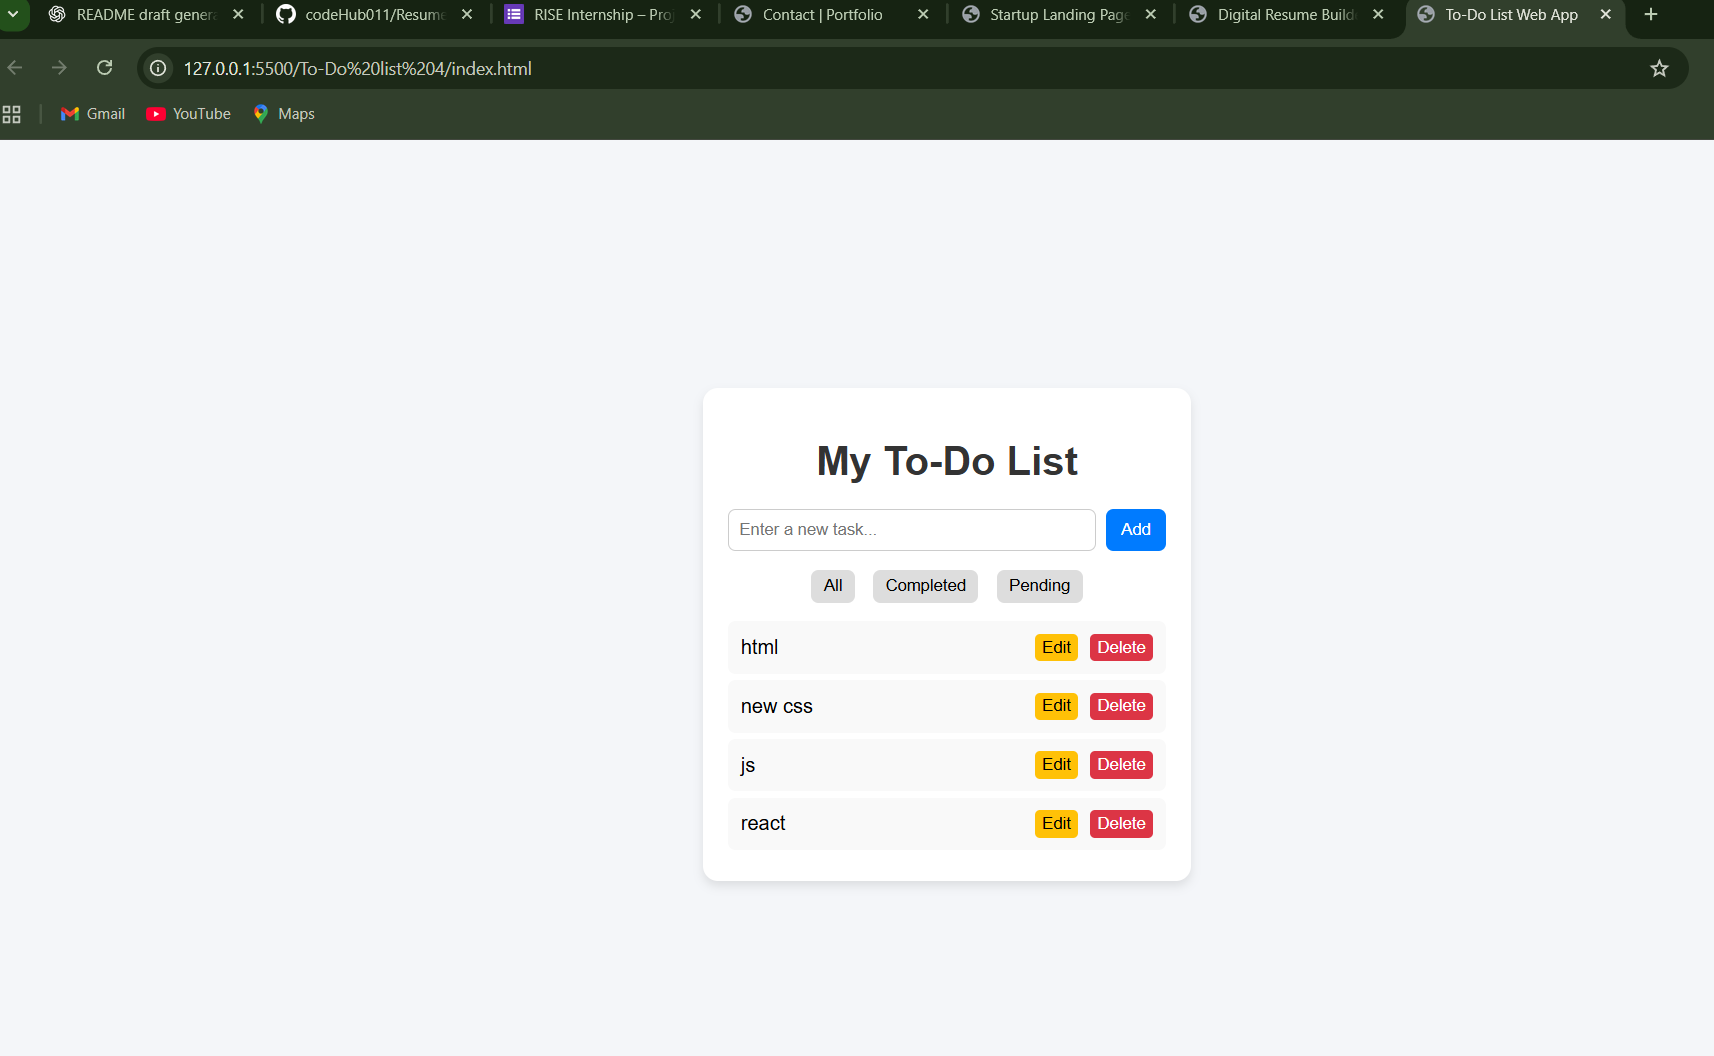 README draft genera
codeHub011/Resume
RISE Internship – Proj
Contact | Portfolio
Startup Landing Page
Digital Resume Build
To-Do List Web App
127.0.0.1:5500/To-Do%20list%204/index.html
Gmail
YouTube
Maps
My To-Do List
Enter a new task...
Add
All
Completed
Pending
html
Edit
Delete
new css
Edit
Delete
js
Edit
Delete
react
Edit
Delete